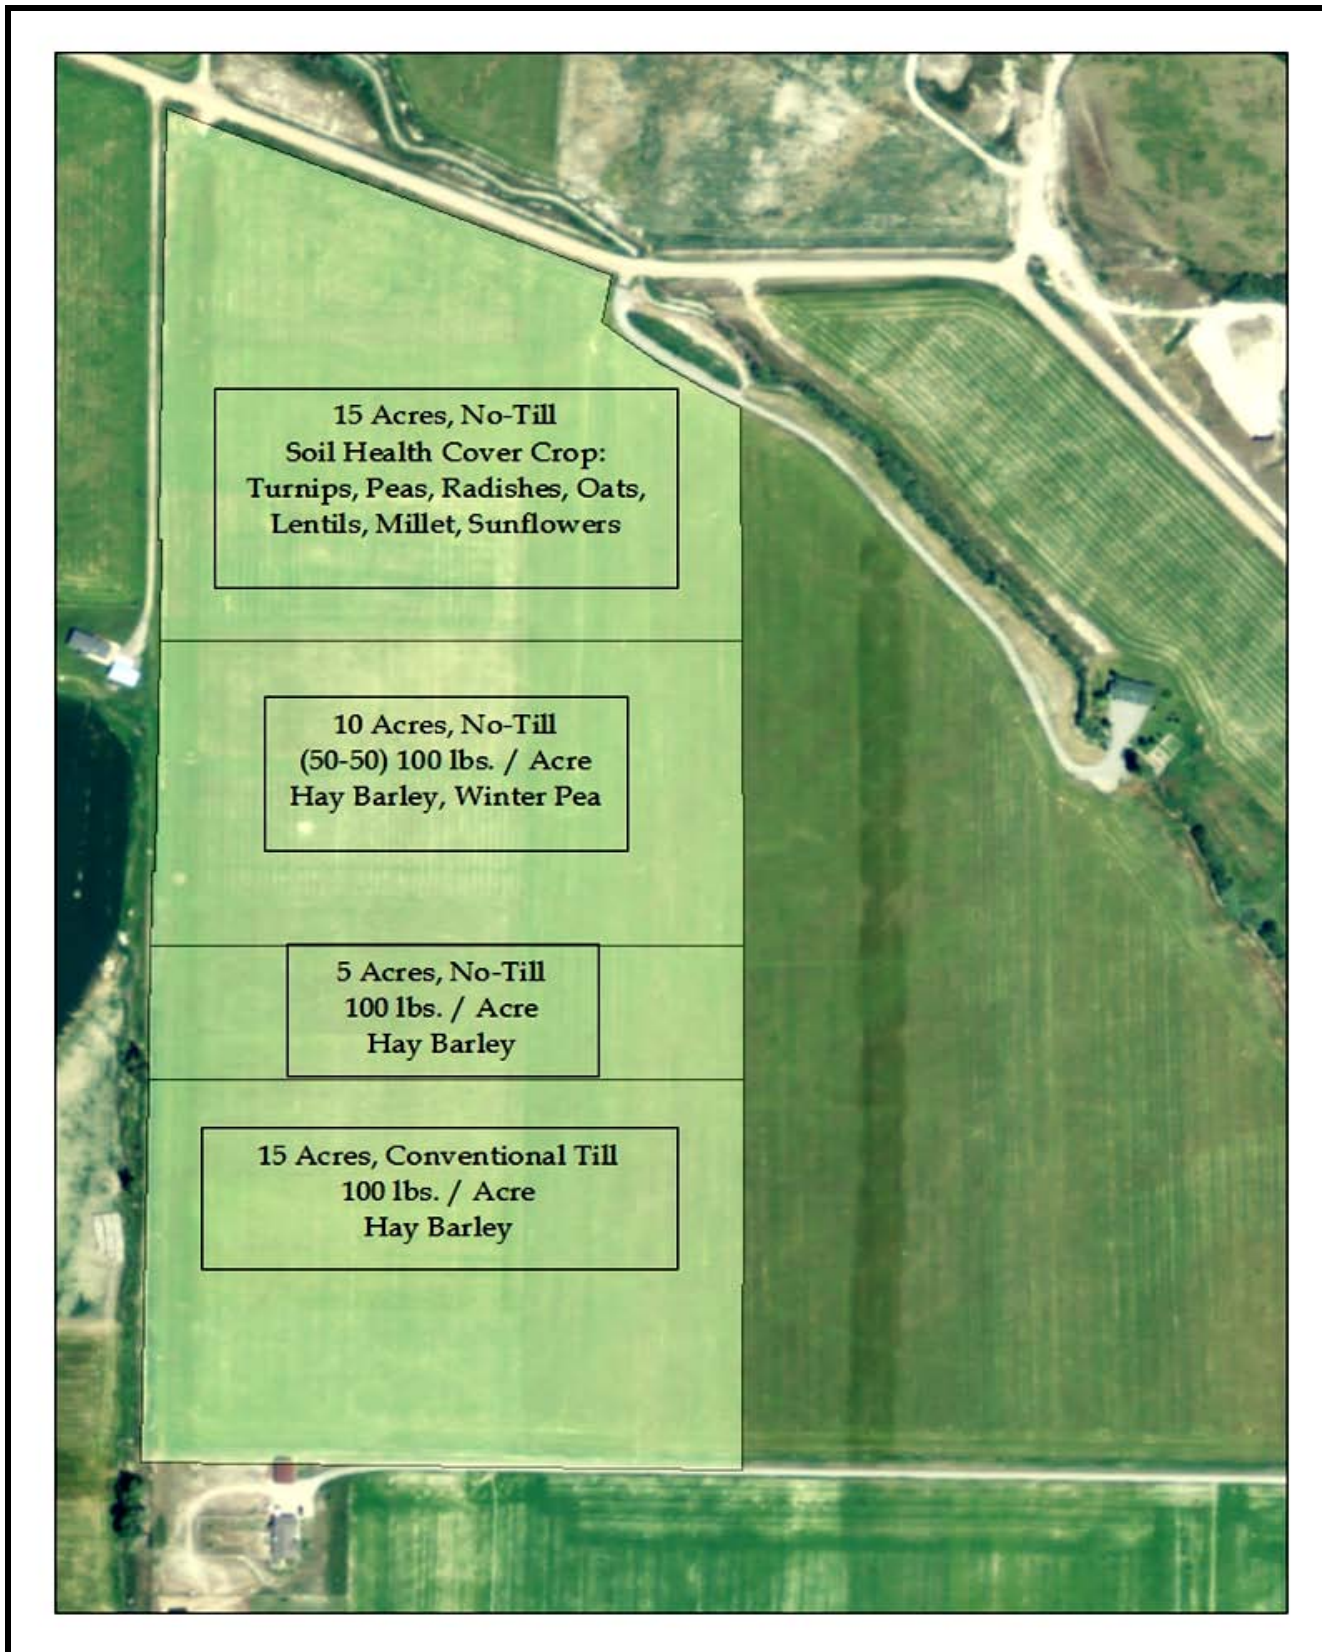 15 Acres, No-Till
Soil Health Cover Crop:
Turnips, Peas, Radishes, Oats,
Lentils, Millet, Sunflowers
10 Acres, No-Till
(50-50) 100 lbs. / Acre
Hay Barley, Winter Pea
5 Acres, No-Till
100 lbs. / Acre
Hay Barley
15 Acres, Conventional Till
100 lbs. / Acre
Hay Barley